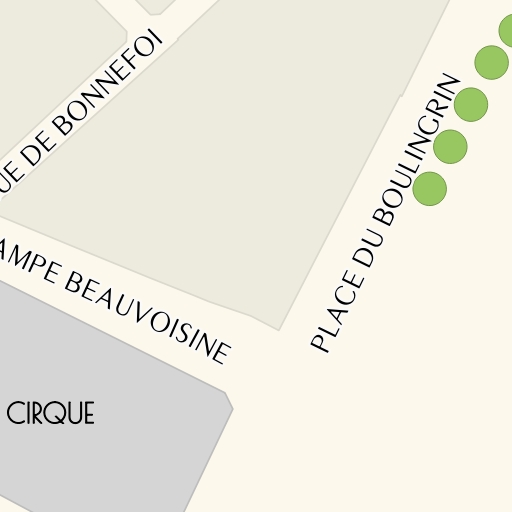 UE DE BONNEFOI
PLACE DU BOULINGRIN
AMPE BEAUVOISINE
CIRQUE